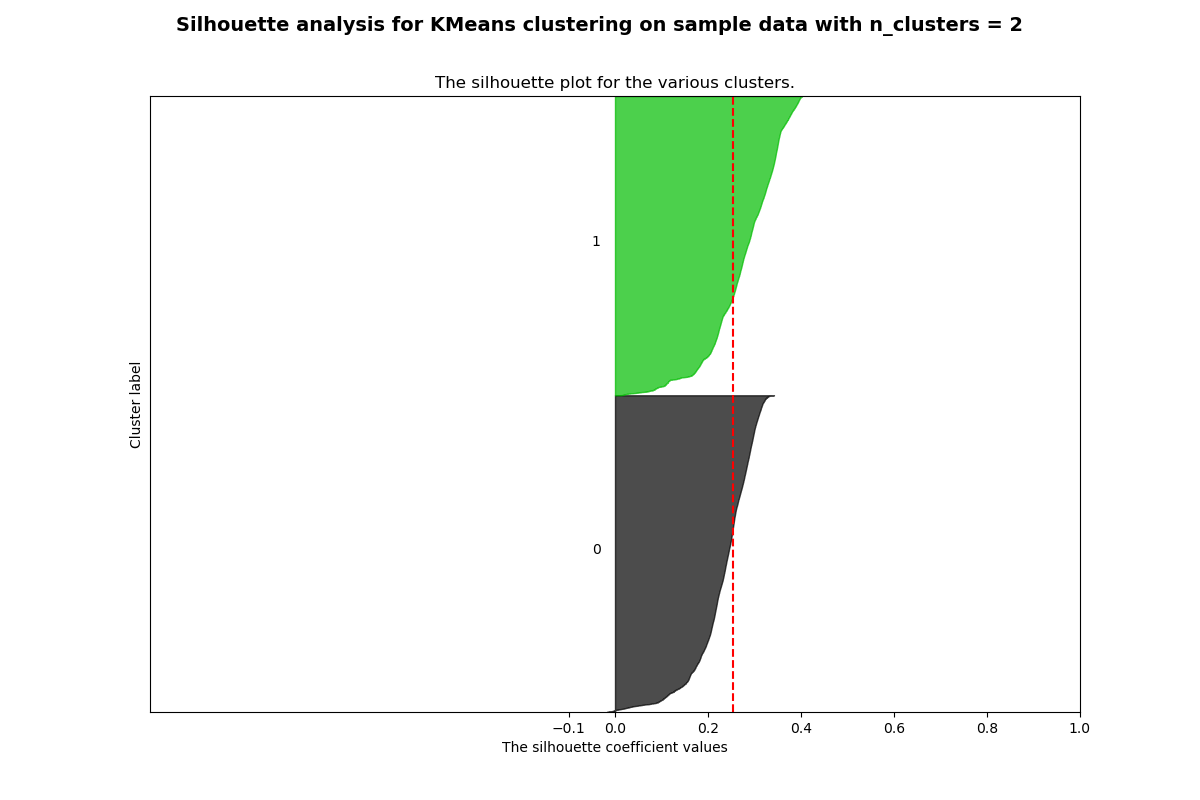 Silhouette analysis for KMeans clustering on sample data with n_clusters = 2
The silhouette plot for the various clusters.
1
Cluster label
0
−0.1 0.0 0.2 0.4 0.6 0.8 1.0
The silhouette coefficient values